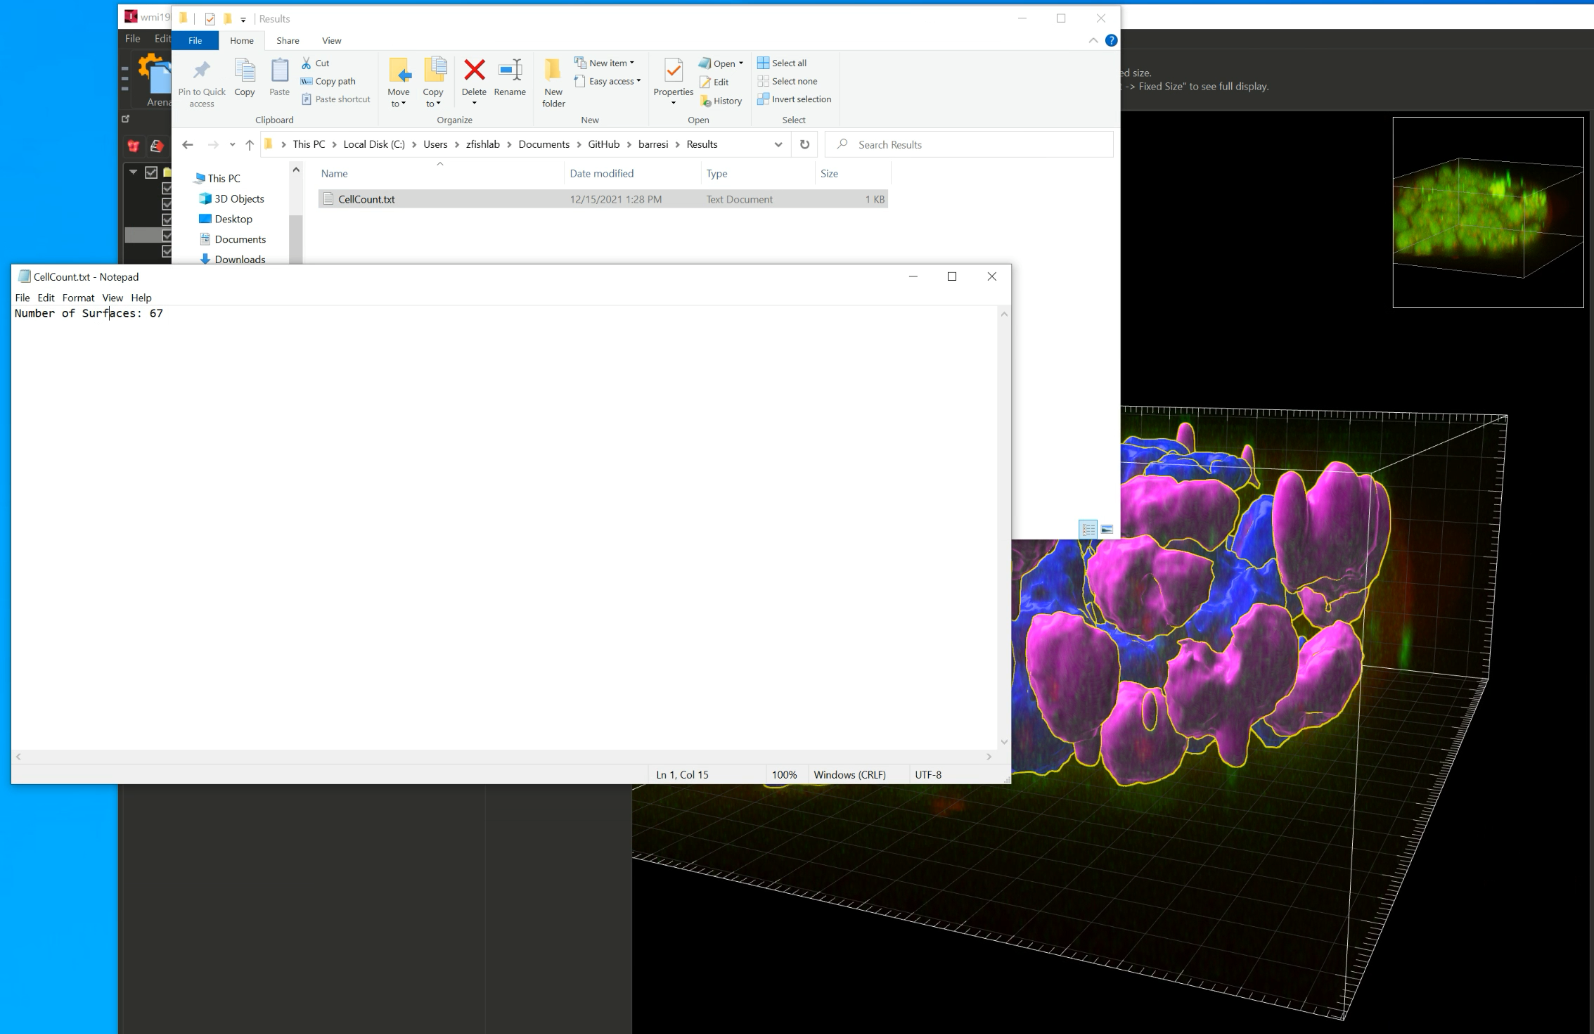 wmi19
Results
File Edit
File Home Share View
Pin to Quick access
Copy
Paste
Cut
Copy path
Paste shortcut
Clipboard
Move to
Copy to
Delete
Rename
Organize
New folder
New item
Easy access
New
Properties
Open
Edit
History
Open
Select all
Select none
Invert selection
Select
ed size.
-> Fixed Size" to see full display.
Arena
This PC > Local Disk (C:) > Users > zfishlab > Documents > GitHub > barresi > Results
Search Results
Name Date modified Type Size
CellCount.txt 12/15/2021 1:28 PM Text Document 1 KB
This PC
3D Objects
Desktop
Documents
Downloads
CellCount.txt - Notepad
File Edit Format View Help
Number of Surfaces: 67
Ln 1, Col 15 100% Windows (CRLF) UTF-8